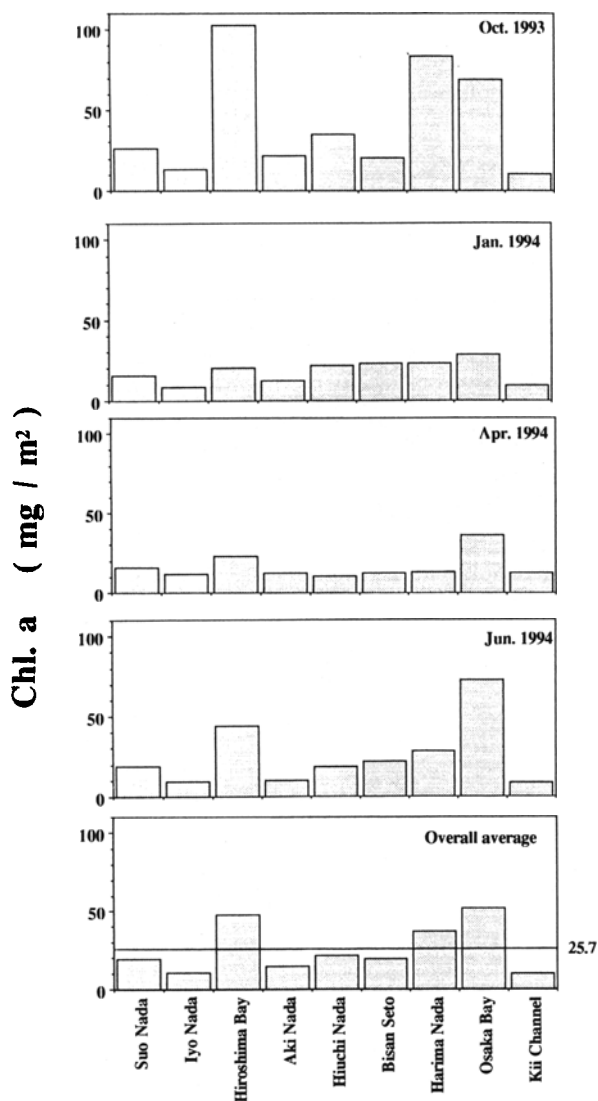 Chl. a ( mg / m² )
Oct. 1993
100
50
0
Jan. 1994
100
50
0
Apr. 1994
100
50
0
Jun. 1994
100
50
0
Overall average
100
50
0
25.7
Suo Nada
Iyo Nada
Hiroshima Bay
Aki Nada
Hiuchi Nada
Bisan Seto
Harima Nada
Osaka Bay
Kii Channel